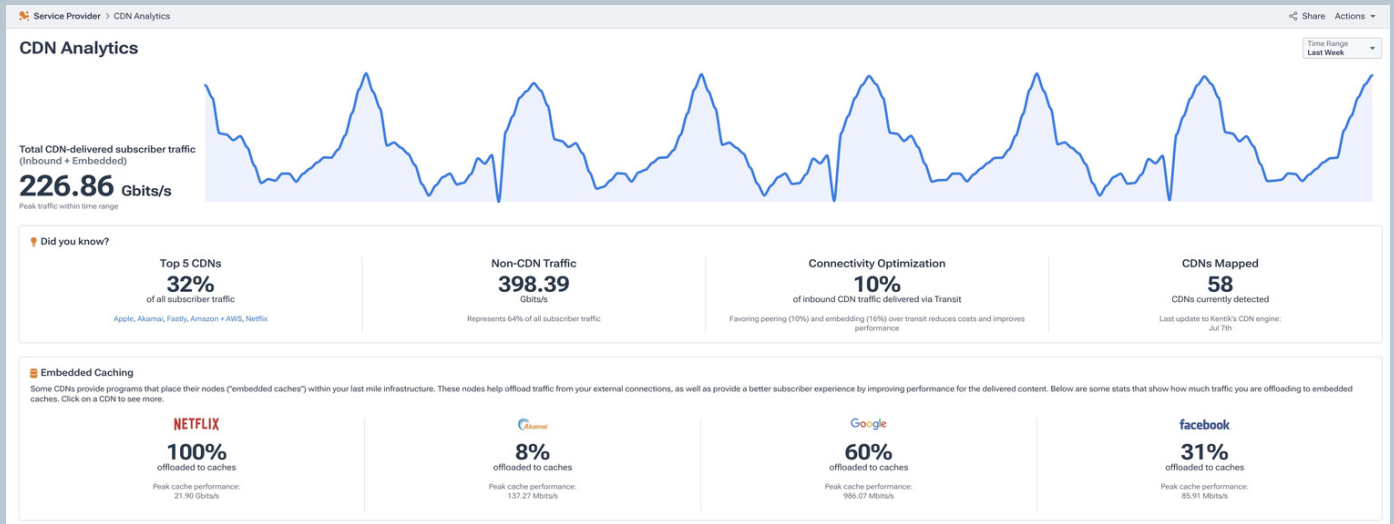 Service Provider > CDN Analytics
Share Actions
CDN Analytics
Time Range
Last Week
Total CDN-delivered subscriber traffic
(Inbound + Embedded)
226.86 Gbits/s
Peak traffic within time range
Did you know?
Top 5 CDNs
32%
of all subscriber traffic
Apple, Akamai, Fastly, Amazon + AWS, Netflix
Non-CDN Traffic
398.39
Gbits/s
Represents 64% of all subscriber traffic
Connectivity Optimization
10%
of inbound CDN traffic delivered via Transit
Favoring peering (10%) and embedding (16%) over transit reduces costs and improves
performance
CDNs Mapped
58
CDNs currently detected
Last update to Kentik's CDN engine:
Jul 7th
Embedded Caching
Some CDNs provide programs that place their nodes ("embedded caches") within your last mile infrastructure. These nodes help offload traffic from your external connections, as well as provide a better subscriber experience by improving performance for the delivered content. Below are some stats that show how much traffic you are offloading to embedded
caches. Click on a CDN to see more.
NETFLIX
100%
offloaded to caches
Peak cache performance:
21.90 Gbits/s
Akamai
8%
offloaded to caches
Peak cache performance:
137.27 Mbits/s
Google
60%
offloaded to caches
Peak cache performance:
986.07 Mbits/s
facebook
31%
offloaded to caches
Peak cache performance:
85.91 Mbits/s